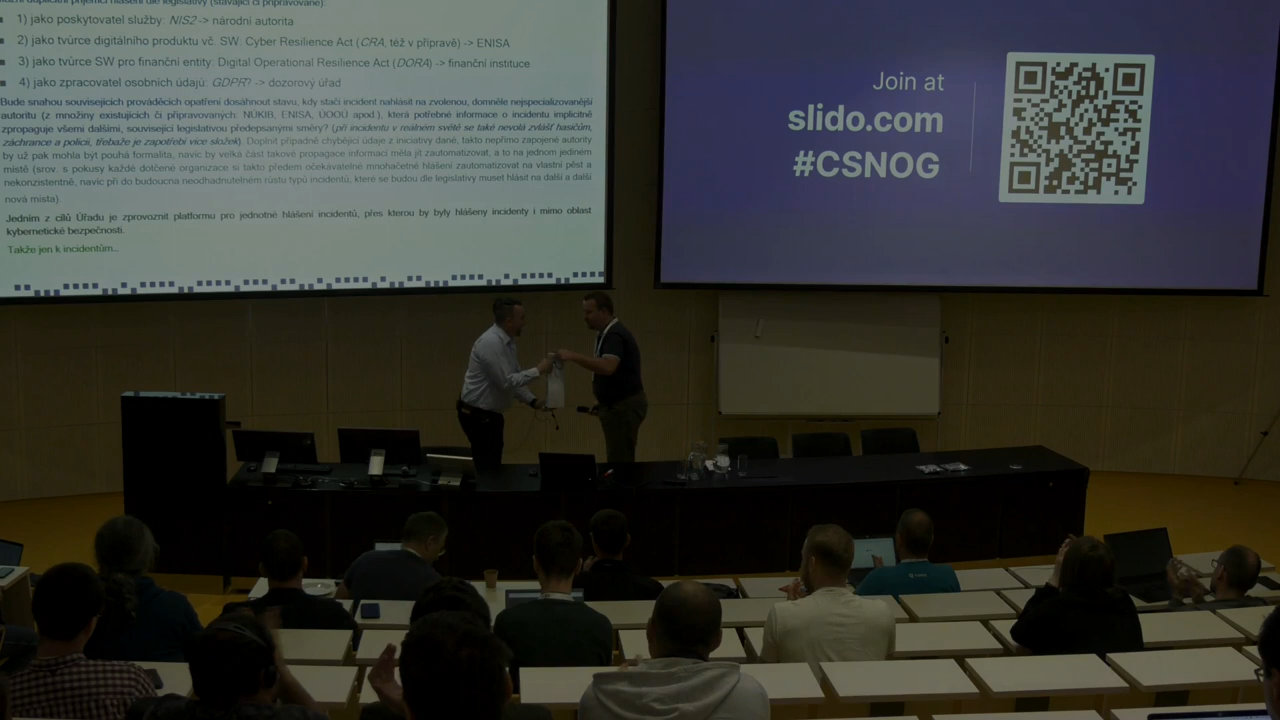 1) jako poskytovatel služby: NIS2 -> národní autorita
2) jako tvůrce digitálního produktu vč. SW: Cyber Resilience Act (CRA, též v přípravě) -> ENISA
3) jako tvůrce SW pro finanční entity: Digital Operational Resilience Act (DORA) -> finanční instituce
4) jako zpracovatel osobních údajů: GDPR? -> dozorový úřad
Bude snahou souvisejících prováděcích opatření dosáhnout stavu, kdy stačí incident nahlásit na zvolenou, domněle nejspecializovanější
autoritu (z množiny existujících či připravovaných: NÚKIB, ENISA, ÚOOÚ apod.), která potřebné informace o incidentu implicitně
zpropaguje všemi dalšími, související legislativou předepsanými směry? (při incidentu v reálném světě se také nevolá zvlášť hasičům,
záchrance a policii, třebaže je zapotřebí více složek). Doplnit případné chybějící údaje z iniciativy dané, takto nepřímo zapojené autority
by už pak mohla být pouhá formalita, navíc by velká část takové propagace informací měla jít zautomatizovat, a to na jednom jediném
místě (srov. s pokusy každé dotčené organizace si takto předem očekávatelné mnohačetné hlášení zautomatizovat na vlastní pěst a
nekonzistentně, navíc při do budoucna neodhadnutelném růstu typů incidentů, které se budou dle legislativy muset hlásit na další a další
nová místa)
Jedním z cílů Úřadu je zprovoznit platformu pro jednotné hlášení incidentů, přes kterou by byly hlášeny incidenty i mimo oblast
kybernetické bezpečnosti.
Takže jen k incidentům...
Join at
slido.com
#CSNOG